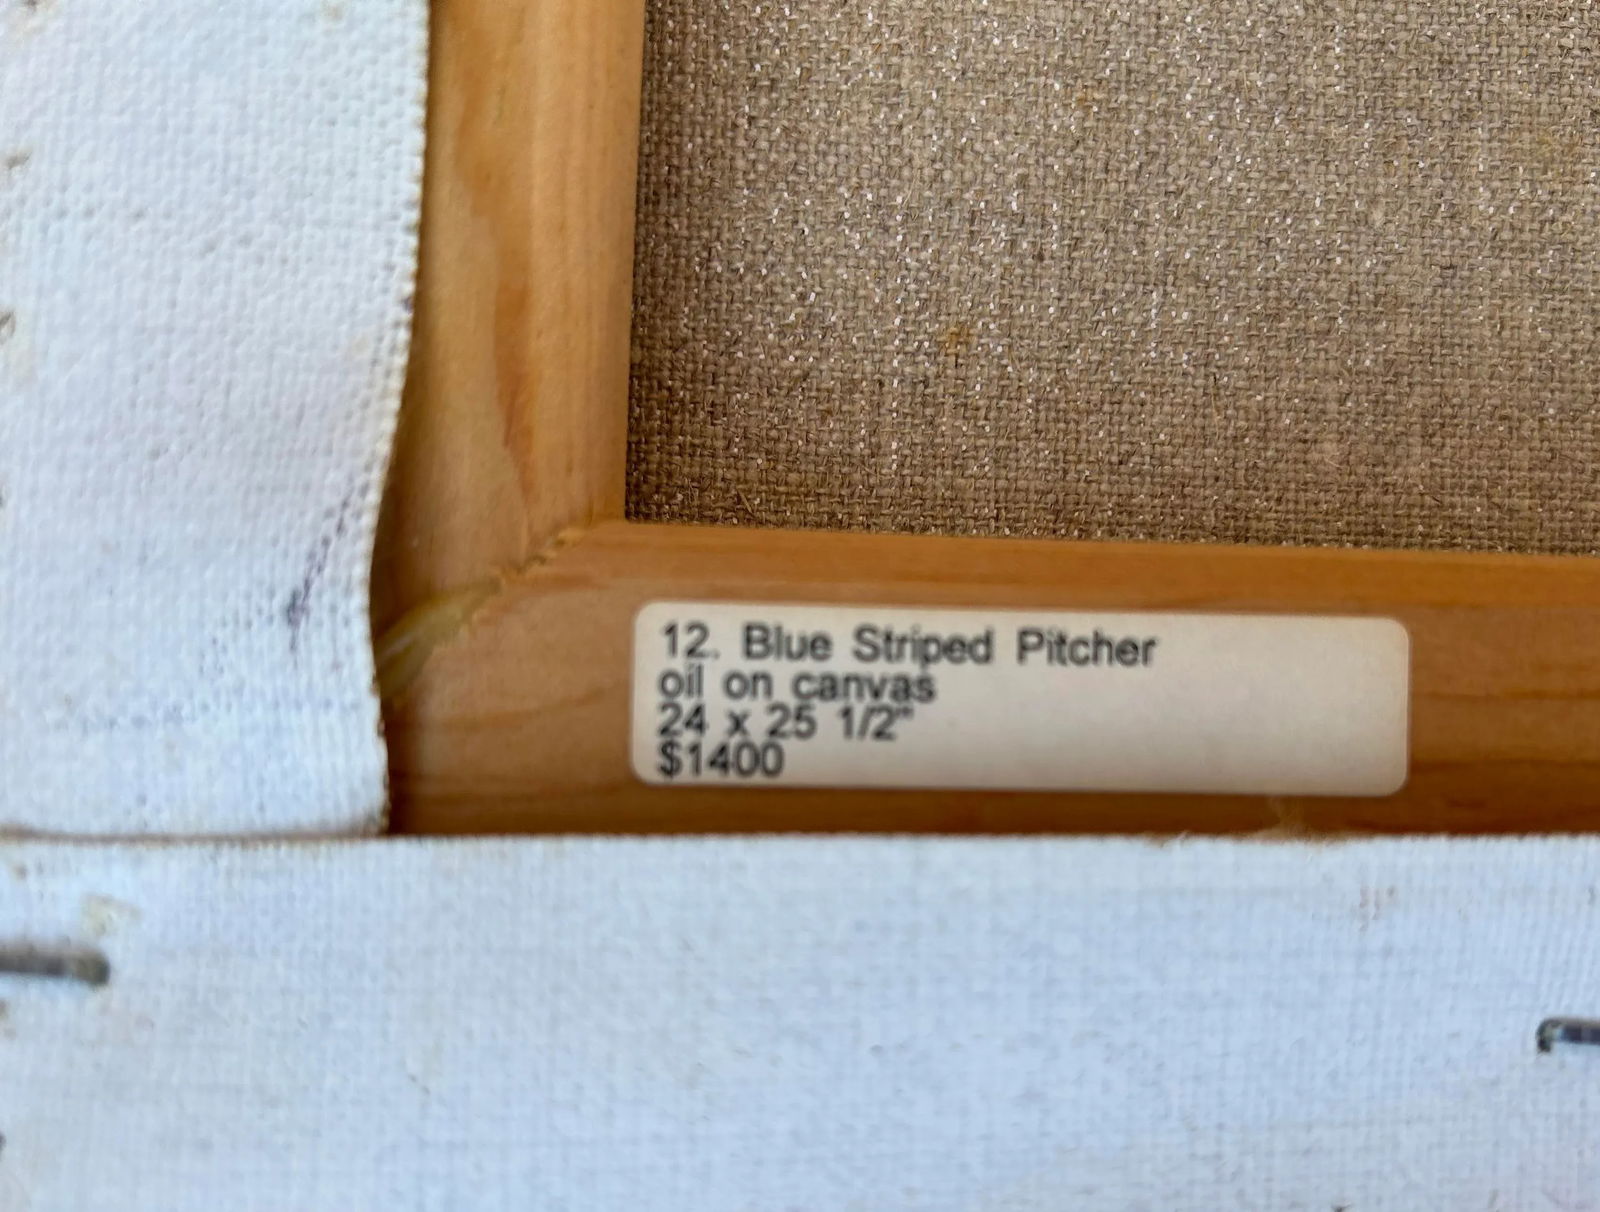 12. Blue Striped Pitcher
oil on canvas
24 x 25 1/2"
$1400